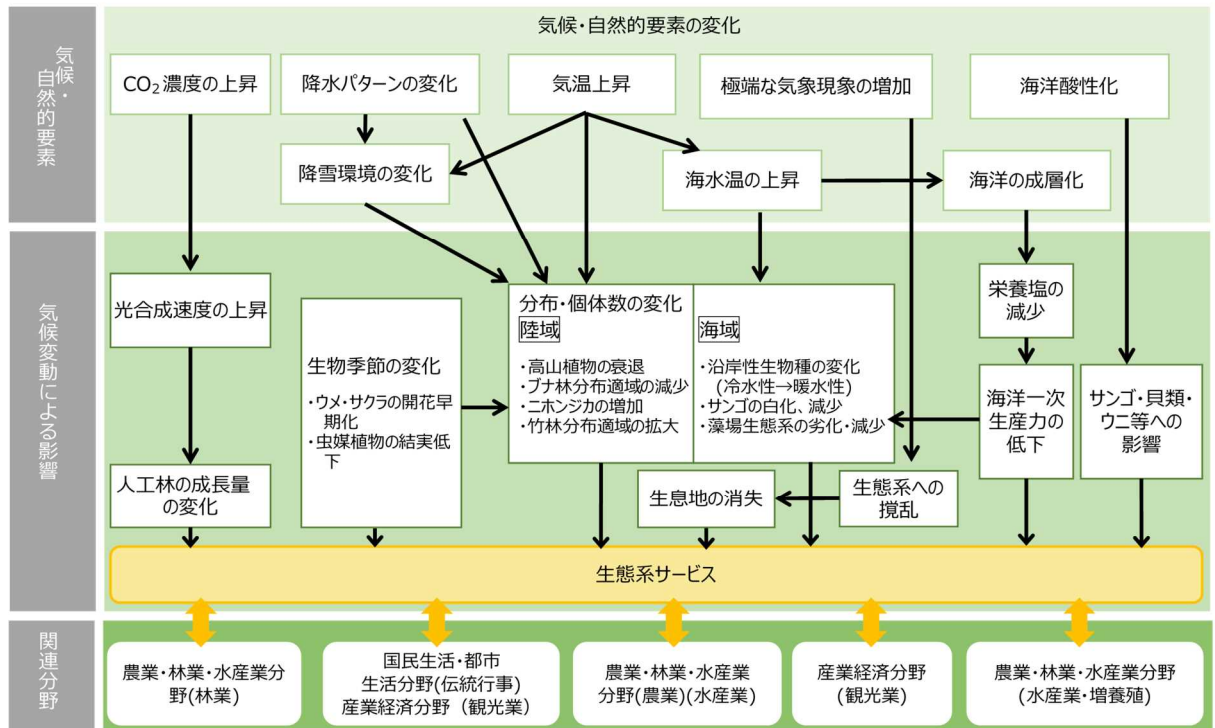 気候・自然的要素
気候・自然的要素の変化
CO₂濃度の上昇
降水パターンの変化
気温上昇
極端な気象現象の増加
海洋酸性化
降雪環境の変化
海水温の上昇
海洋の成層化
気候変動による影響
光合成速度の上昇
人工林の成長量
の変化
生物季節の変化
・ウメ・サクラの開花早
期化
・虫媒植物の結実低
下
分布・個体数の変化
陸域
・高山植物の衰退
・ブナ林分布適域の減少
・ニホンジカの増加
・竹林分布適域の拡大
海域
・沿岸性生物種の変化
(冷水性→暖水性)
・サンゴの白化、減少
・藻場生態系の劣化・減少
栄養塩の
減少
海洋一次
生産力の
低下
サンゴ・貝類・
ウニ等への
影響
生息地の消失
生態系への
撹乱
生態系サービス
関連分野
農業・林業・水産業分
野(林業)
国民生活・都市
生活分野(伝統行事)
産業経済分野（観光業）
農業・林業・水産業
分野(農業)(水産業)
産業経済分野
(観光業)
農業・林業・水産業分野
(水産業・増養殖)